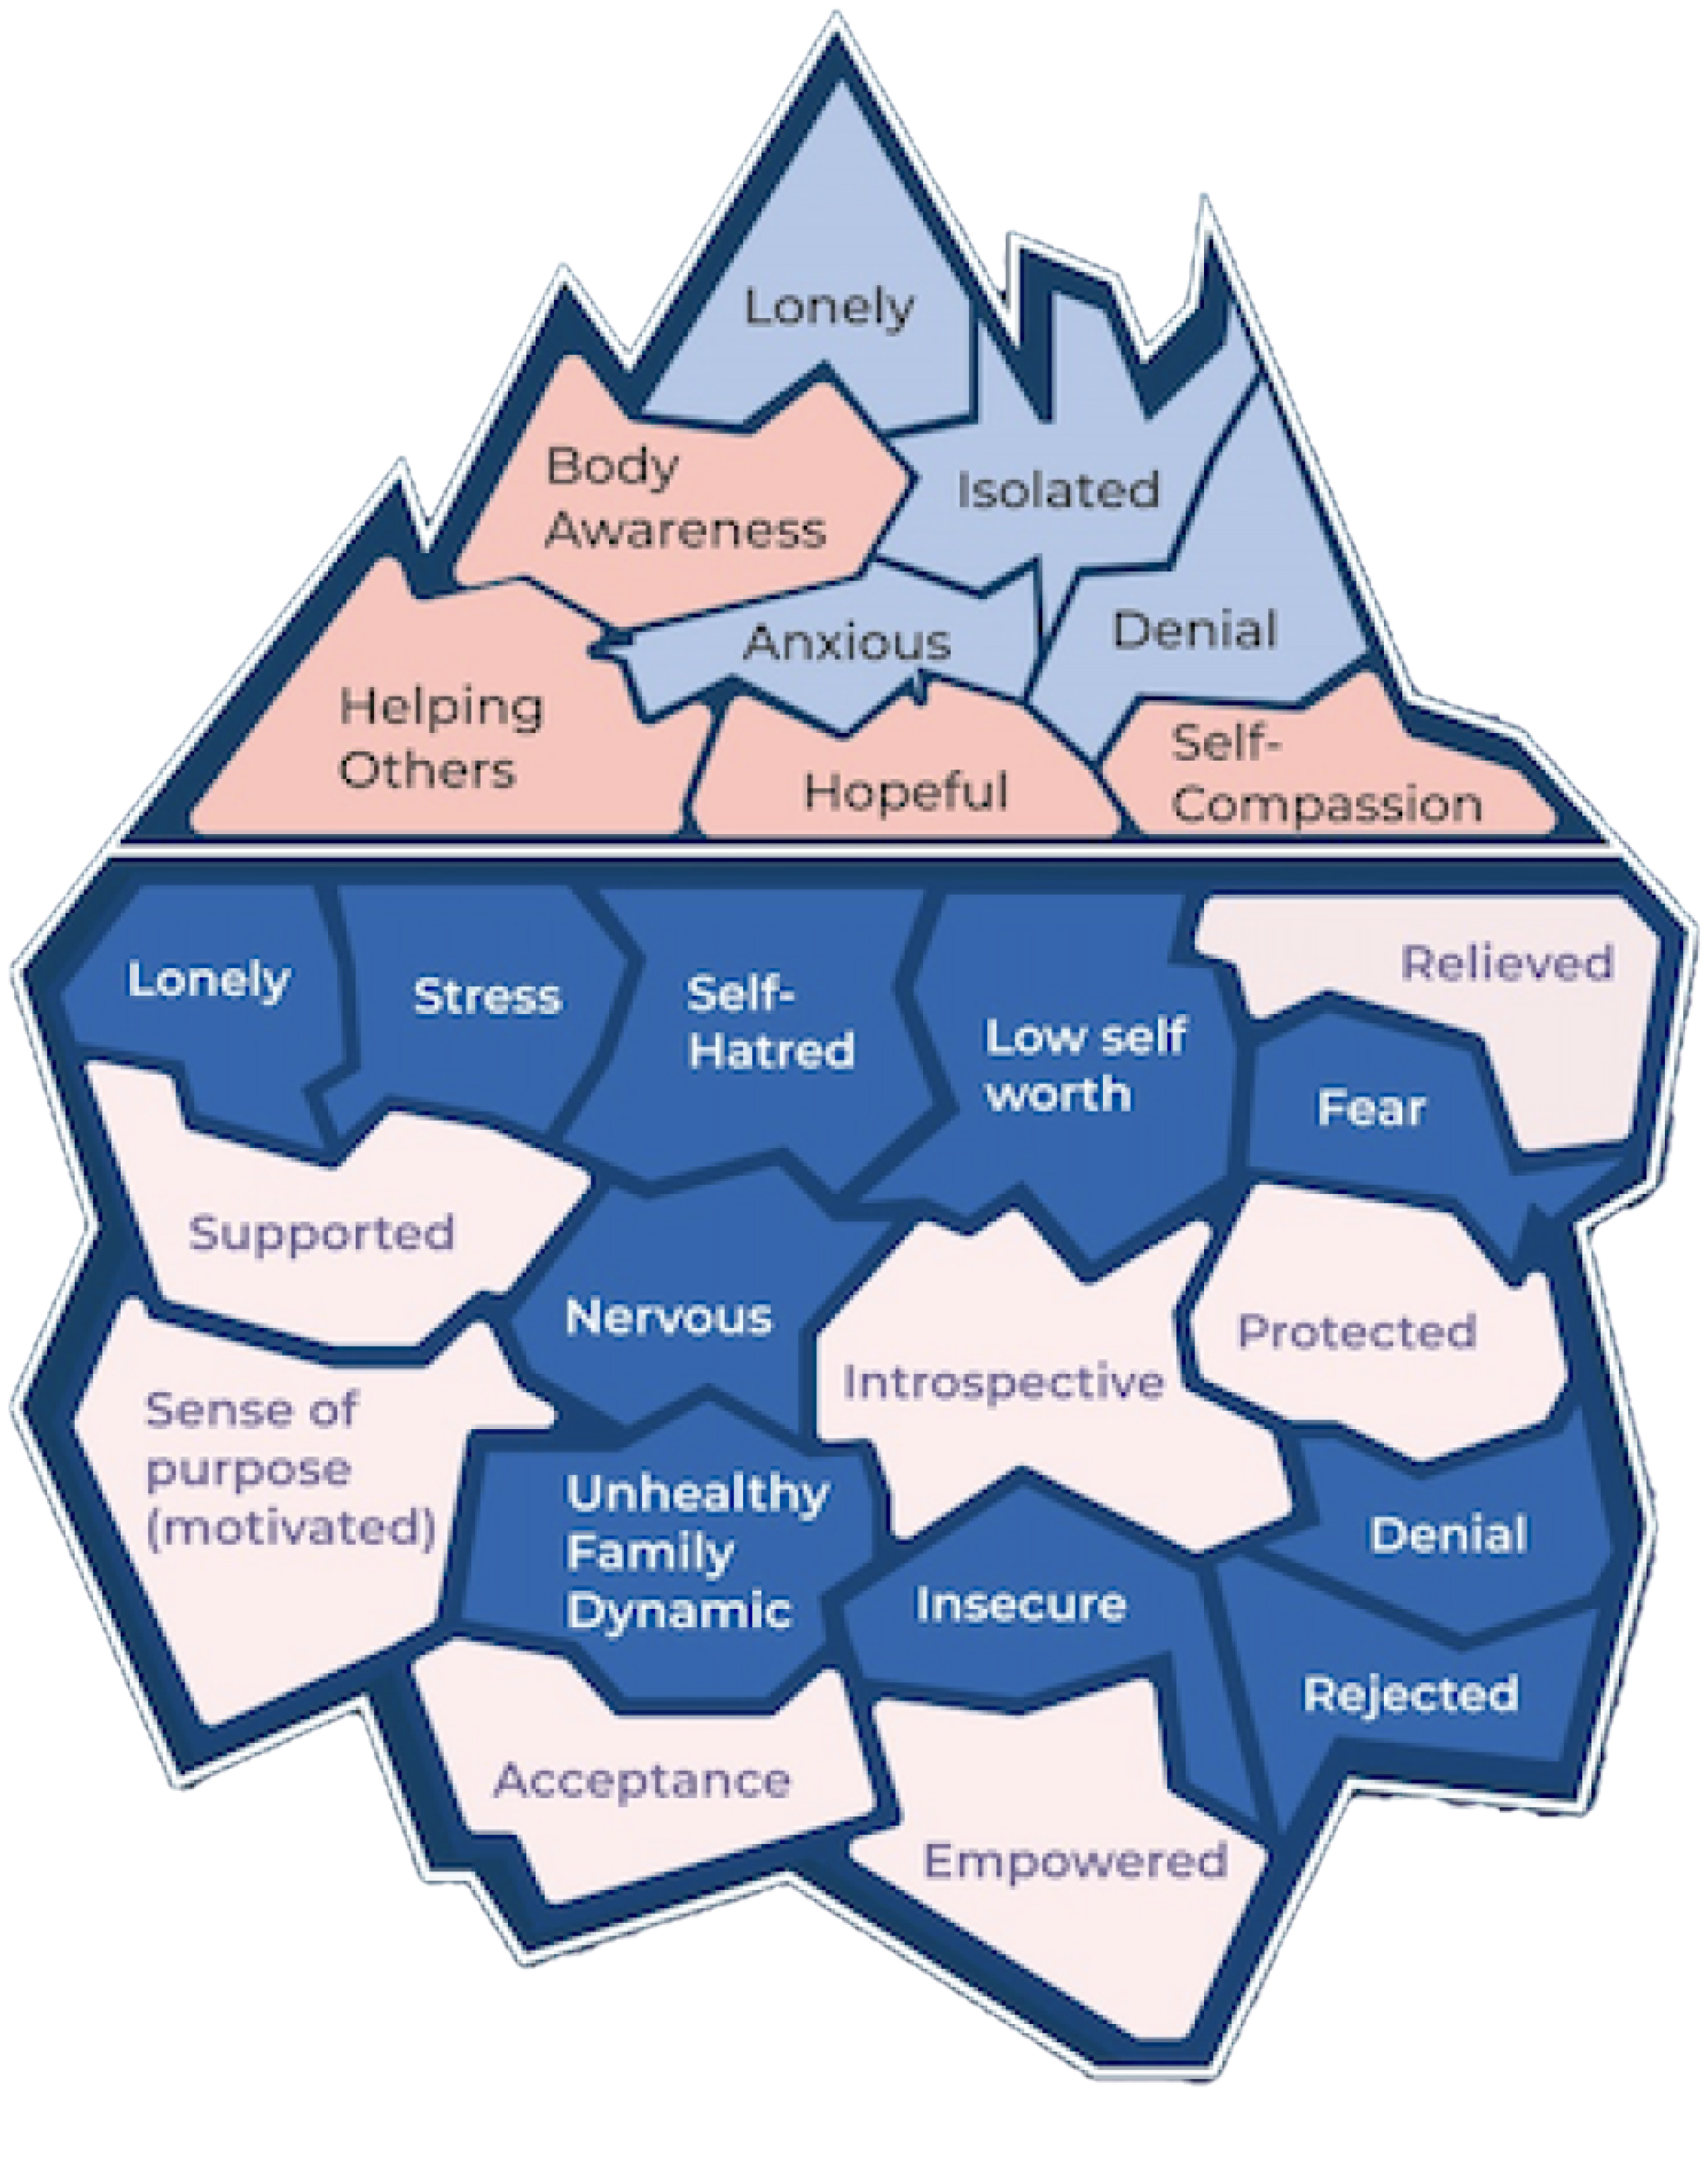 Lonely
Body
Awareness
Isolated
Anxious
Denial
Helping
Others
Hopeful
Self-
Compassion
Lonely
Stress
Self-
Hatred
Low self
worth
Relieved
Fear
Supported
Nervous
Introspective
Protected
Sense of
purpose
(motivated)
Unhealthy
Family
Dynamic
Insecure
Denial
Rejected
Acceptance
Empowered